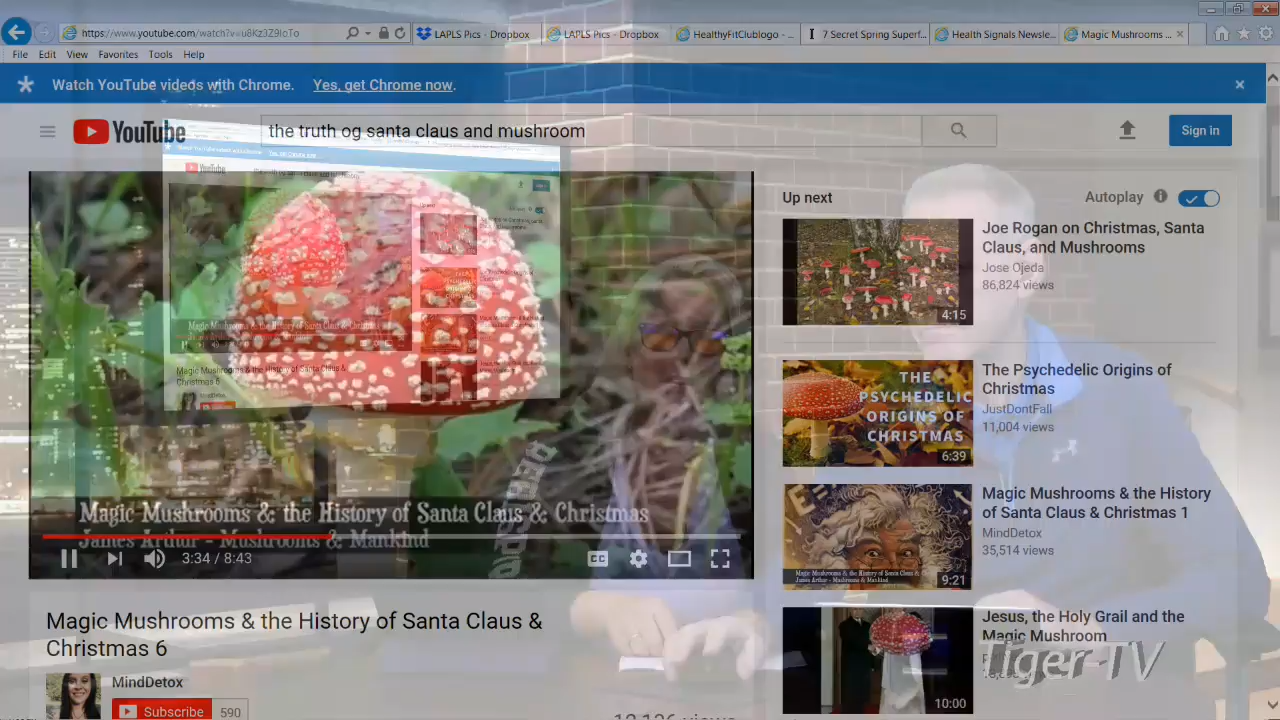 https://www.youtube.com/watch?v=u8Kz3Z9IoTo
LAPLS Pics - Dropbox
LAPLS Pics - Dropbox
HealthyFitClublogo - ...
7 Secret Spring Superf...
Health Signals Newsle...
Magic Mushrooms ...
File Edit View Favorites Tools Help
Watch YouTube videos with Chrome. Yes, get Chrome now.
YouTube
the truth og santa claus and mushroom
Sign in
Up next
Autoplay
Joe Rogan on Christmas, Santa
Claus, and Mushrooms
Jose Ojeda
86,824 views
4:15
THE
PSYCHEDELIC
ORIGINS OF
CHRISTMAS
6:39
The Psychedelic Origins of
Christmas
JustDontFall
11,004 views
Magic Mushrooms & the History
of Santa Claus & Christmas 1
MindDetox
35,514 views
9:21
Jesus, the Holy Grail and the
Magic Mushroom
10:00
Magic Mushrooms & the History of Santa Claus & Christmas
James Arthur - Mushrooms & Mankind
3:34 / 8:43
CC
Magic Mushrooms & the History of Santa Claus &
Christmas 6
MindDetox
Subscribe 590
Tiger TV